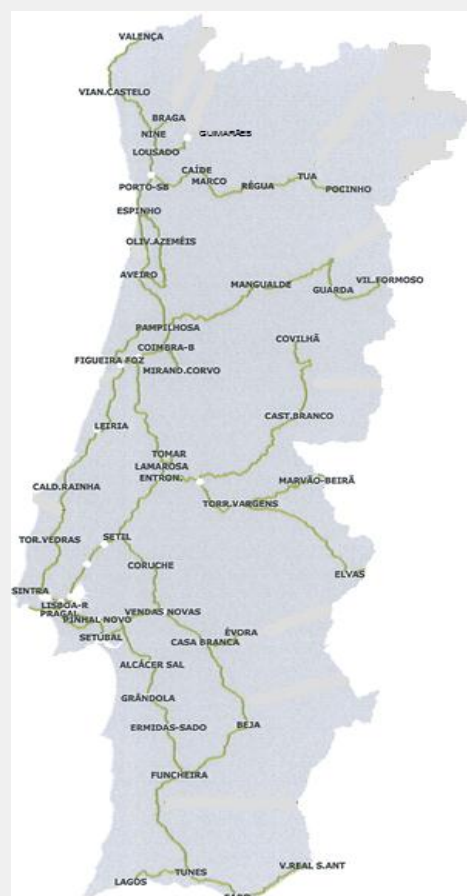 VALENÇA
VIAN.CASTELO
BRAGA
NINE
GUIMARÃES
LOUSADO
CAÍDE
TUA
MARCO
RÉGUA
PORTO-SB
POCINHO
ESPINHO
OLIV.AZEMÉIS
AVEIRO
MANGUALDE
VIL.FORMOSO
GUARDA
PAMPILHOSA
COVILHÃ
COIMBRA-B
FIGUEIRA FOZ
MIRAND.CORVO
CAST.BRANCO
LEIRIA
TOMAR
LAMAROSA
ENTRON.
MARVÃO-BEIRÃ
CALD.RAINHA
TORR.VARGENS
SETIL
TOR.VEDRAS
CORUCHE
ELVAS
SINTRA
LISBOA-R
PRAGAL
VENDAS NOVAS
PINHAL NOVO
ÉVORA
SETÚBAL
CASA BRANCA
ALCÁCER SAL
GRÂNDOLA
BEJA
ERMIDAS-SADO
FUNCHEIRA
V.REAL S.ANT
TUNES
LAGOS